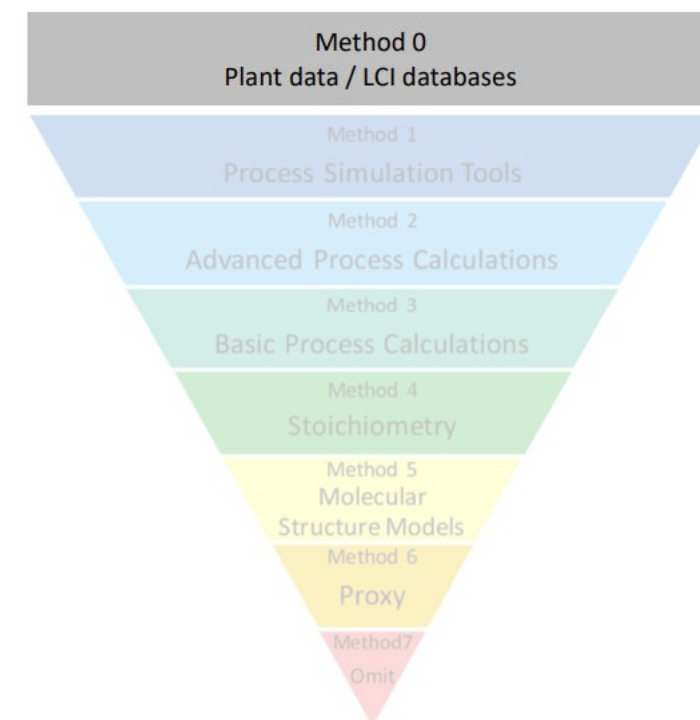 Method 0
Plant data / LCI databases
Method 1
Process Simulation Tools
Method 2
Advanced Process Calculations
Method 3
Basic Process Calculations
Method 4
Stoichiometry
Method 5
Molecular
Structure Models
Method 6
Proxy
Method7
Omit